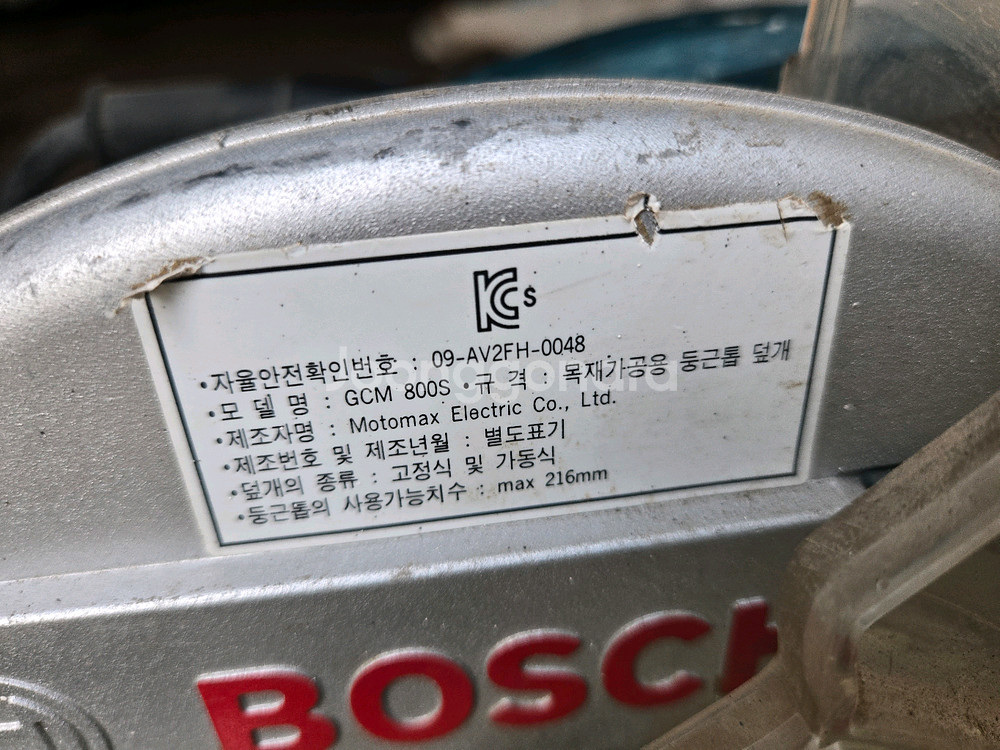 KCs
•자율안전확인번호 : 09-AV2FH-0048
•모 델 명 : GCM 800S •규 격 : 목재가공용 둥근톱 덮개
•제조자명 : Motomax Electric Co., Ltd.
•제조번호 및 제조년월 : 별도표기
•덮개의 종류 : 고정식 및 가동식
•둥근톱의 사용가능치수 : max 216mm
BOSCH